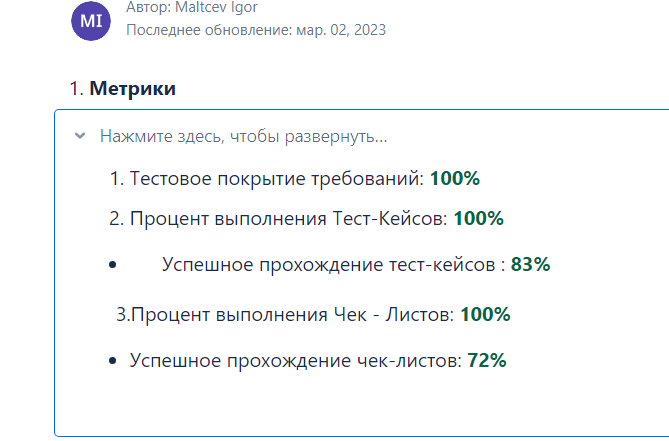 MI
Автор: Maltcev Igor
Последнее обновление: мар. 02, 2023
1. Метрики
Нажмите здесь, чтобы развернуть...
1. Тестовое покрытие требований: 100%
2. Процент выполнения Тест-Кейсов: 100%
• Успешное прохождение тест-кейсов : 83%
3.Процент выполнения Чек - Листов: 100%
• Успешное прохождение чек-листов: 72%